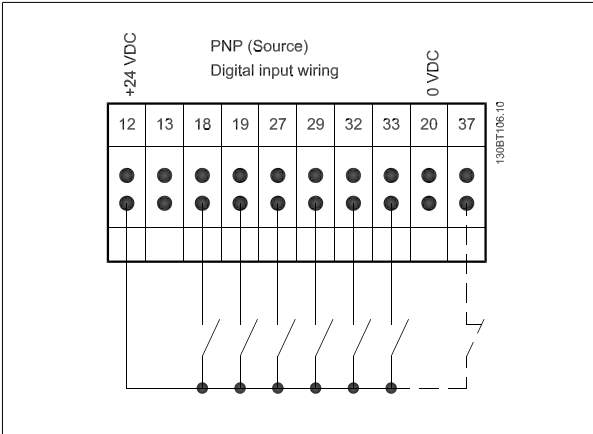 PNP (Source)
Digital input wiring
+24 VDC
0 VDC
12 13 18 19 27 29 32 33 20 37
130BT106.10